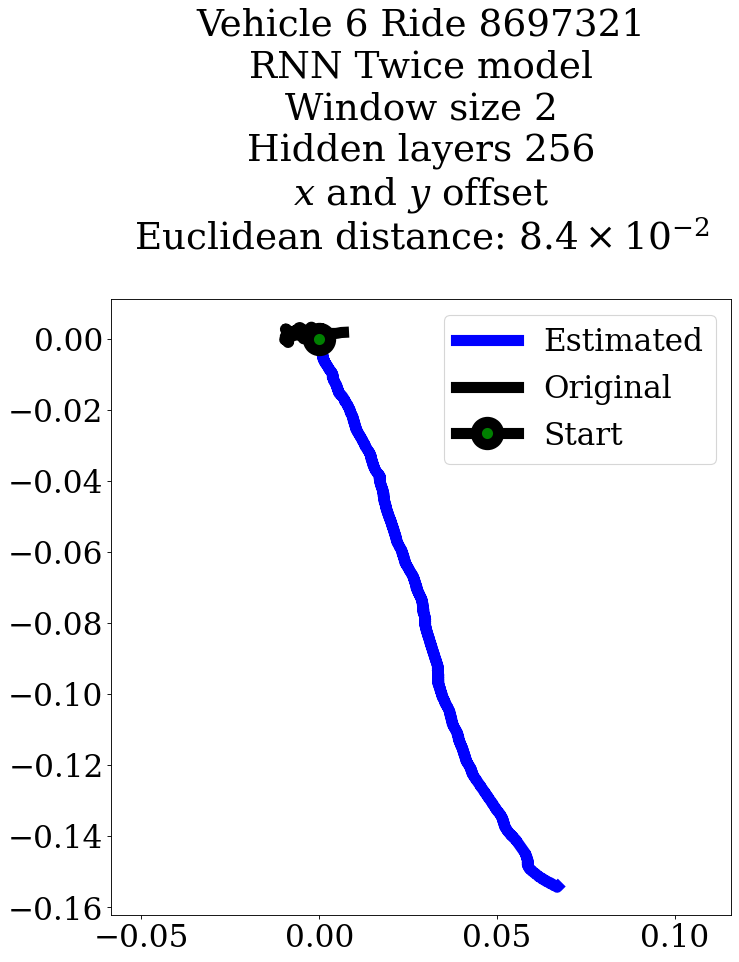 Vehicle 6 Ride 8697321
RNN Twice model
Window size 2
Hidden layers 256
x and y offset
Euclidean distance: 8.4 × 10⁻²
Estimated
Original
Start
0.00
−0.02
−0.04
−0.06
−0.08
−0.10
−0.12
−0.14
−0.16
−0.05 0.00 0.05 0.10